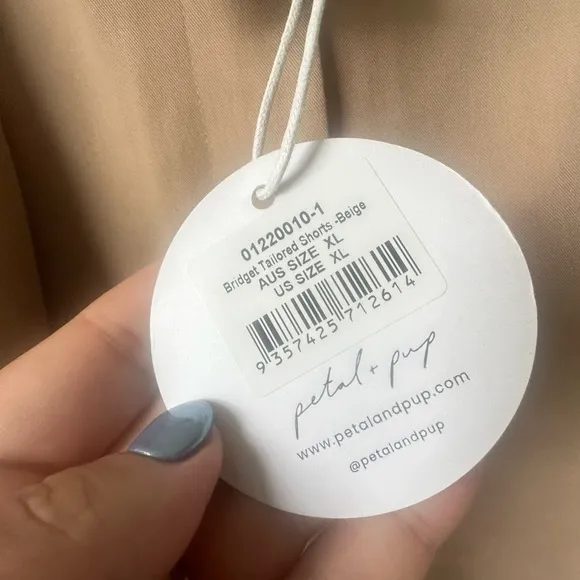 01220010-1
Bridget Tailored Shorts -Beige
AUS SIZE XL
US SIZE XL
9 357425 712614
petal + pup
www.petalandpup.com
@petalandpup